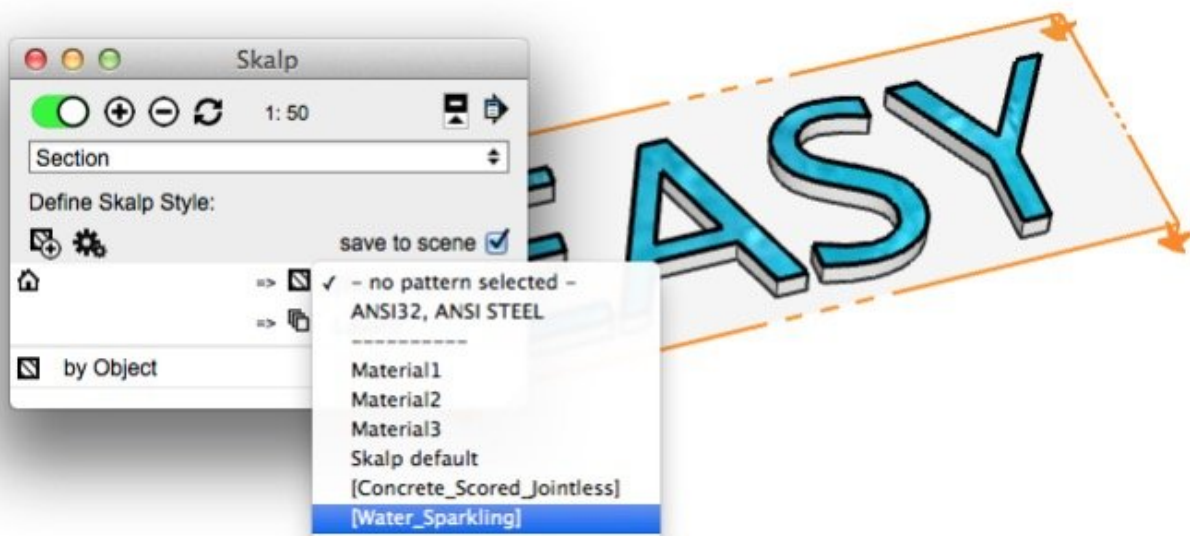 Skalp
1: 50
Section
Define Skalp Style:
save to scene
=>
✓ – no pattern selected –
ANSI32, ANSI STEEL
=>
----------
by Object
Material1
Material2
Material3
Skalp default
[Concrete_Scored_Jointless]
[Water_Sparkling]
EASY